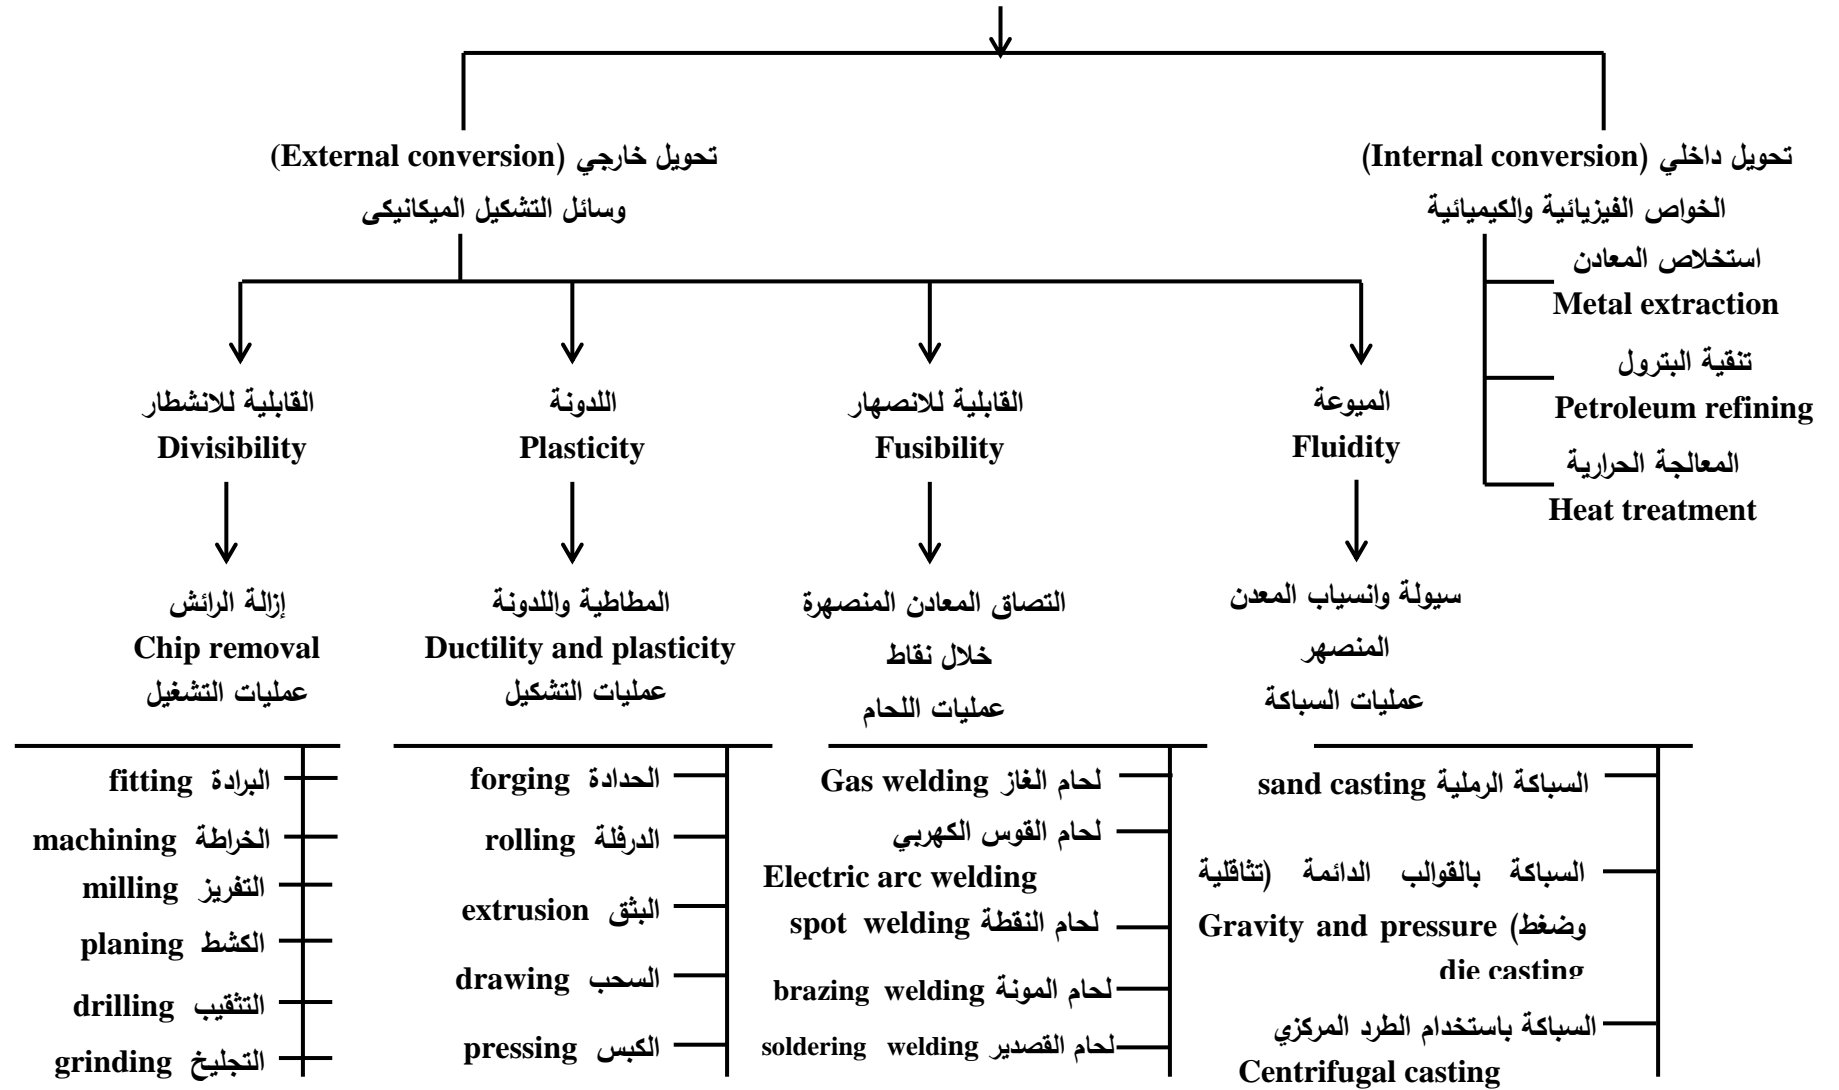 تحويل داخلي (Internal conversion)
الخواص الفيزيائية والكيميائية
استخلاص المعادن
Metal extraction
تنقية البترول
Petroleum refining
المعالجة الحرارية
Heat treatment
تحويل خارجي (External conversion)
وسائل التشكيل الميكانيكى
الميوعة
Fluidity
سيولة وانسياب المعدن
المنصهر
عمليات السباكة
السباكة الرملية sand casting
السباكة بالقوالب الدائمة (تثاقلية
وضغط) Gravity and pressure
die casting
السباكة باستخدام الطرد المركزي
Centrifugal casting
القابلية للانصهار
Fusibility
التصاق المعادن المنصهرة
خلال نقاط
عمليات اللحام
لحام الغاز Gas welding
لحام القوس الكهربي
Electric arc welding
لحام النقطة spot welding
لحام المونة brazing welding
لحام القصدير soldering welding
اللدونة
Plasticity
المطاطية واللدونة
Ductility and plasticity
عمليات التشكيل
الحدادة forging
الدرفلة rolling
البثق extrusion
السحب drawing
الكبس pressing
القابلية للانشطار
Divisibility
إزالة الرائش
Chip removal
عمليات التشغيل
البرادة fitting
الخراطة machining
التفريز milling
الكشط planing
التثقيب drilling
التجليخ grinding